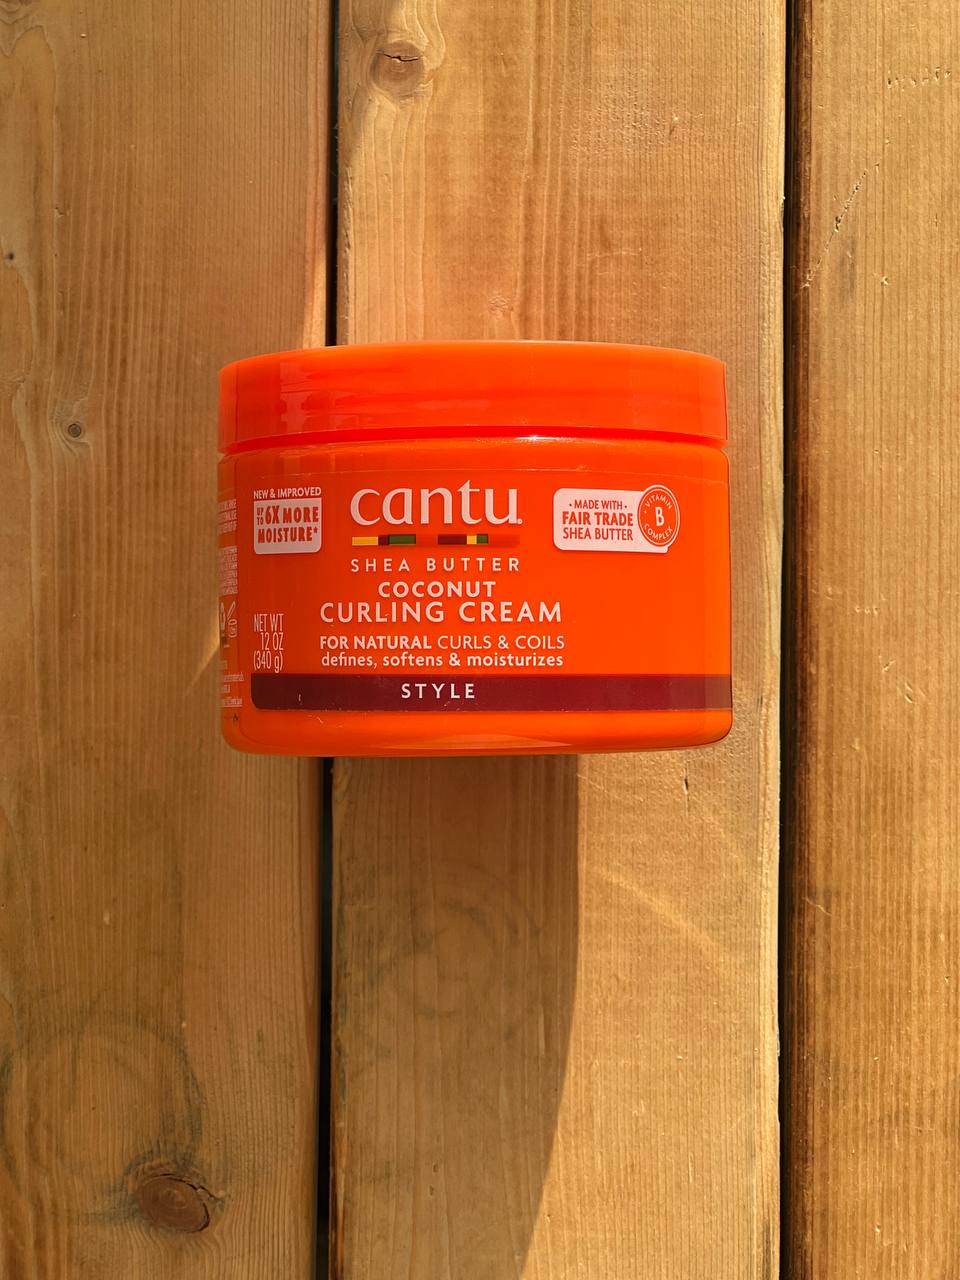 NEW & IMPROVED
UP TO 6X MORE
MOISTURE*
cantu
SHEA BUTTER
COCONUT
CURLING CREAM
FOR NATURAL CURLS & COILS
defines, softens & moisturizes
STYLE
• MADE WITH •
FAIR TRADE
SHEA BUTTER
VITAMIN
B
COMPLEX
NET WT
12 OZ
(340 g)